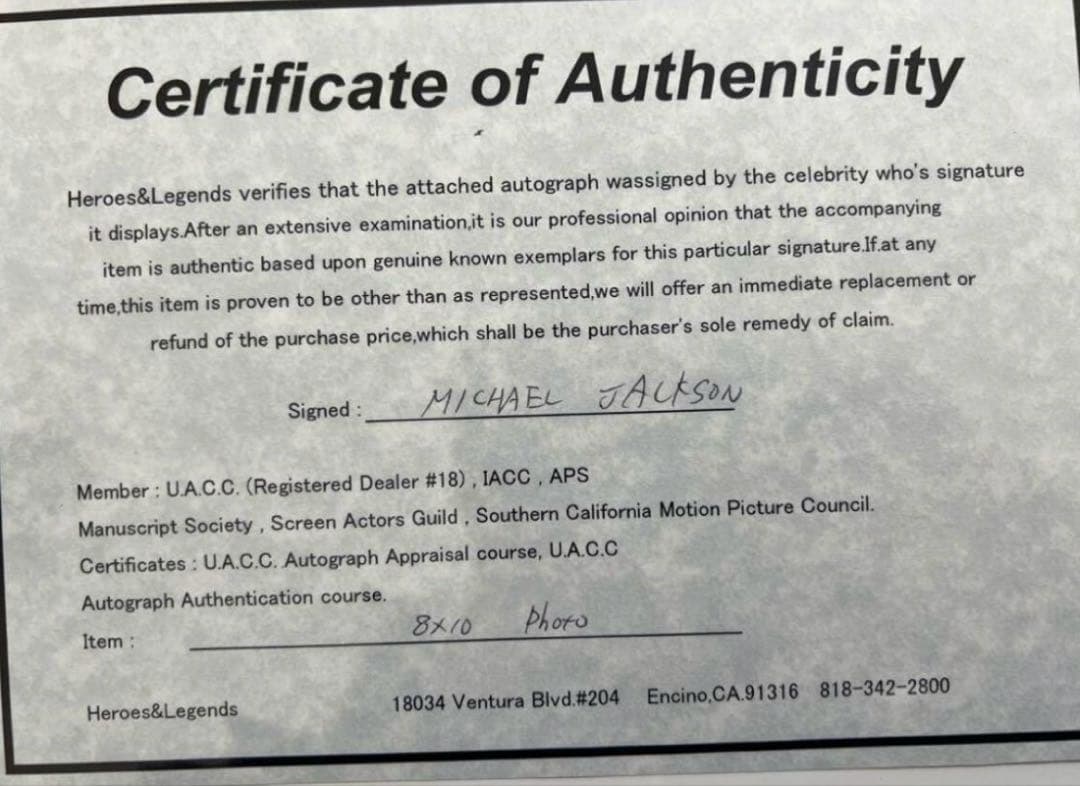 Certificate of Authenticity
Heroes&Legends verifies that the attached autograph wassigned by the celebrity who's signature
it displays.After an extensive examination,it is our professional opinion that the accompanying
item is authentic based upon genuine known exemplars for this particular signature.If.at any
time,this item is proven to be other than as represented,we will offer an immediate replacement or
refund of the purchase price,which shall be the purchaser's sole remedy of claim.
Signed : MICHAEL JACKSON
Member : U.A.C.C. (Registered Dealer #18) , IACC , APS
Manuscript Society , Screen Actors Guild , Southern California Motion Picture Council.
Certificates : U.A.C.C. Autograph Appraisal course, U.A.C.C
Autograph Authentication course.
Item : 8×10 Photo
Heroes&Legends 18034 Ventura Blvd.#204 Encino,CA.91316 818-342-2800